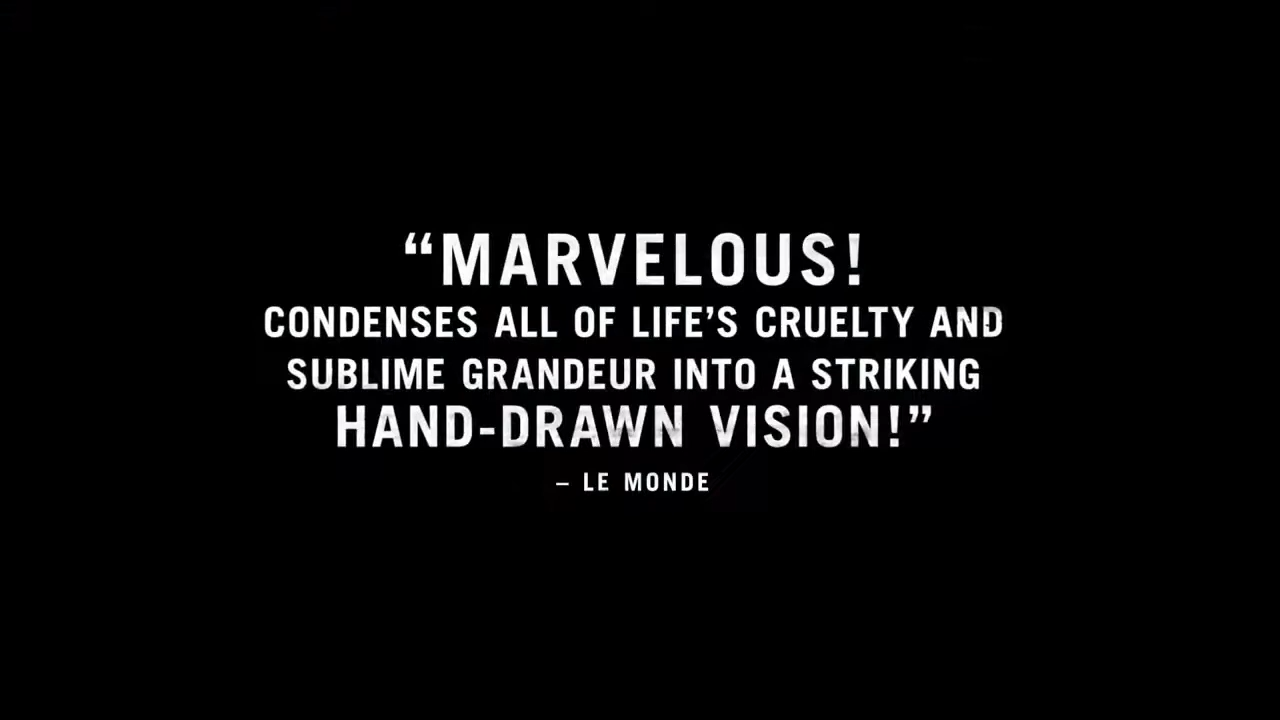 “MARVELOUS!
CONDENSES ALL OF LIFE’S CRUELTY AND
SUBLIME GRANDEUR INTO A STRIKING
HAND-DRAWN VISION!”
– LE MONDE